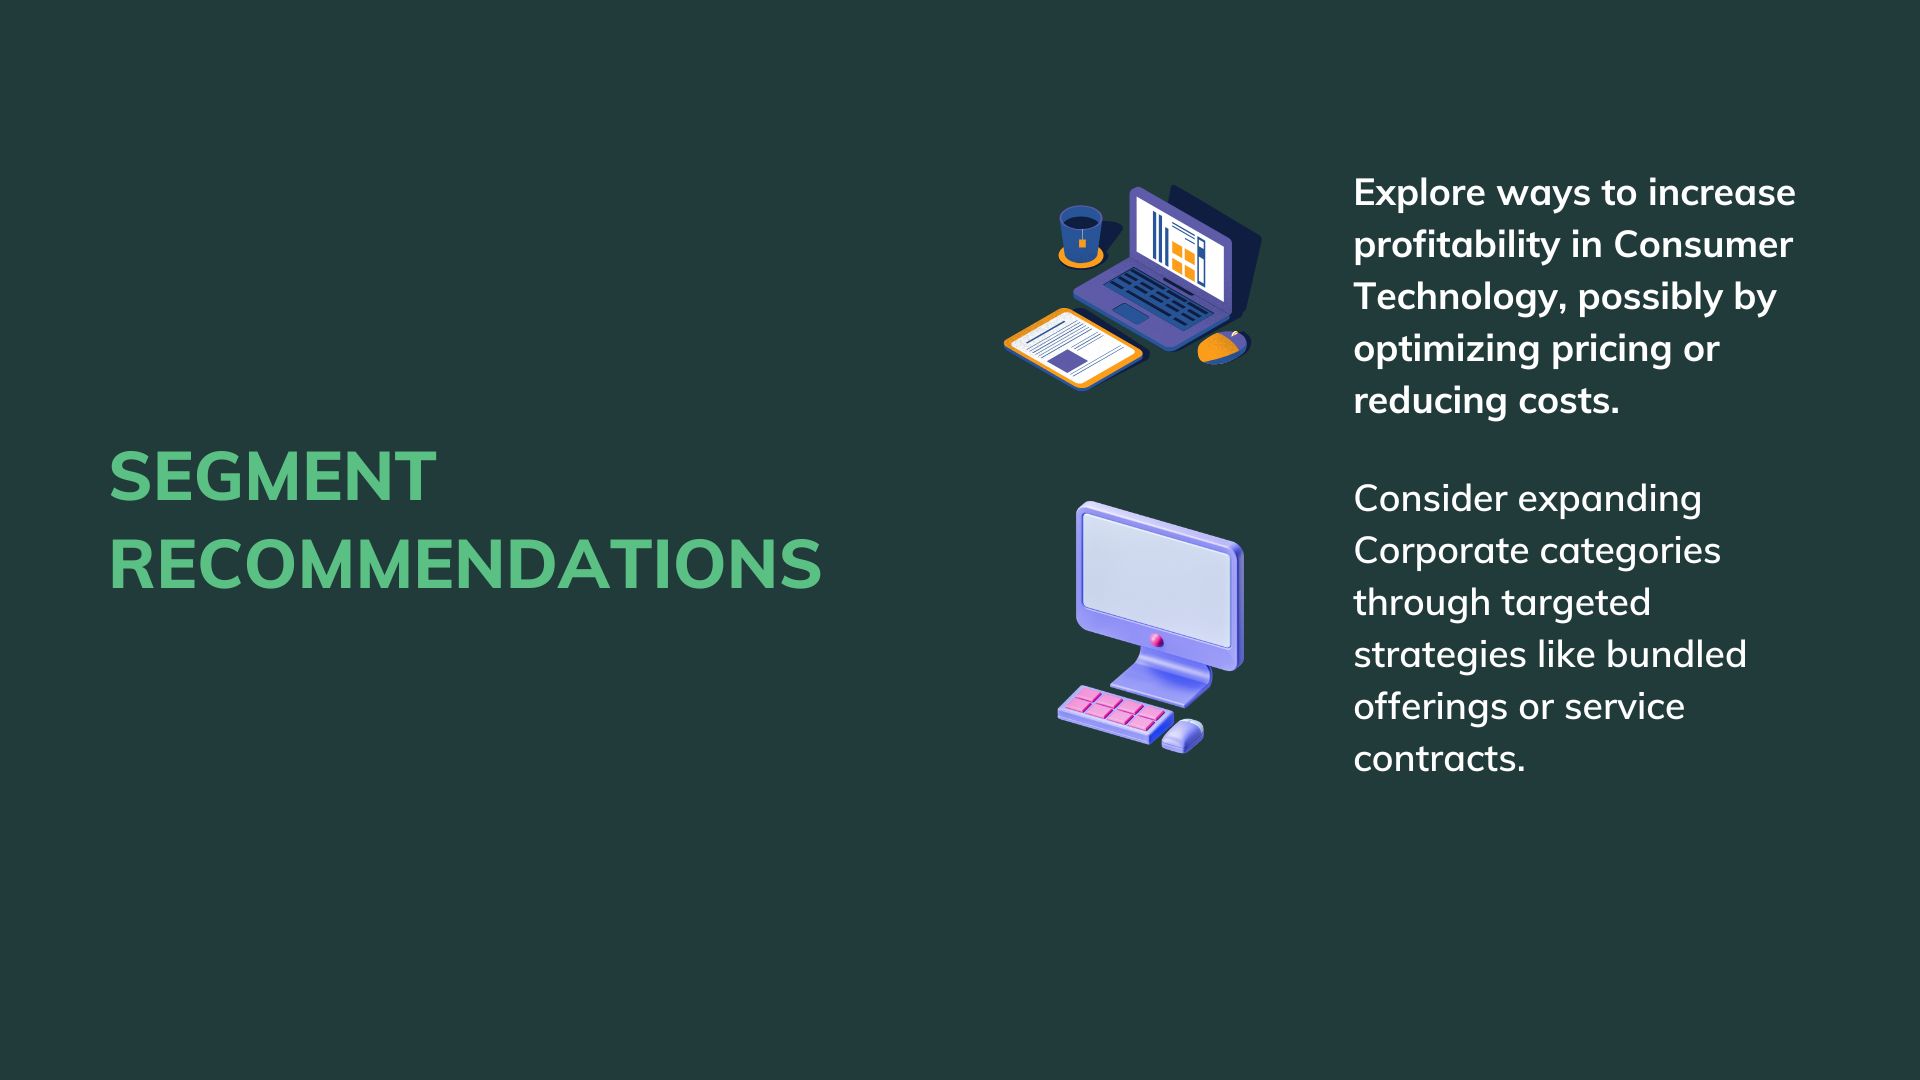 SEGMENT
RECOMMENDATIONS
Explore ways to increase
profitability in Consumer
Technology, possibly by
optimizing pricing or
reducing costs.
Consider expanding
Corporate categories
through targeted
strategies like bundled
offerings or service
contracts.